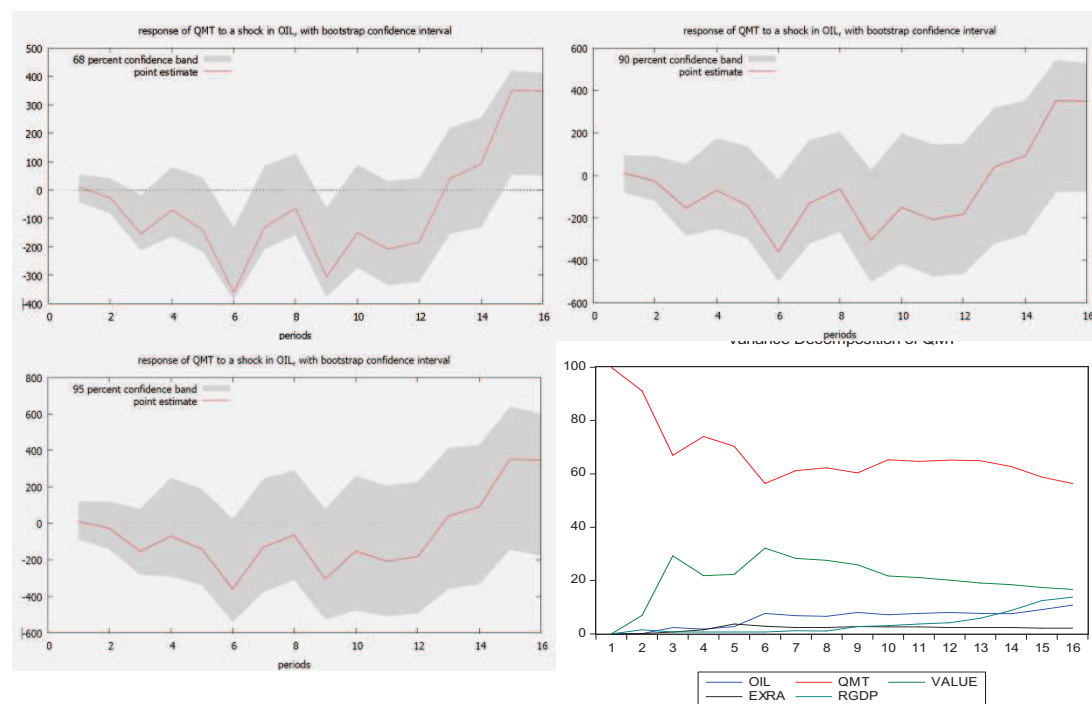 response of QMT to a shock in OIL, with bootstrap confidence interval
500
400
300
200
100
0
-100
-200
-300
-400
68 percent confidence band
point estimate
0 2 4 6 8 10 12 14 16
periods
response of QMT to a shock in OIL, with bootstrap confidence interval
600
400
200
0
-200
-400
-600
90 percent confidence band
point estimate
0 2 4 6 8 10 12 14 16
periods
response of QMT to a shock in OIL, with bootstrap confidence interval
800
600
400
200
0
-200
-400
-600
95 percent confidence band
point estimate
0 2 4 6 8 10 12 14 16
periods
Variance Decomposition of QMT
100
80
60
40
20
0
1 2 3 4 5 6 7 8 9 10 11 12 13 14 15 16
OIL QMT VALUE
EXRA RGDP